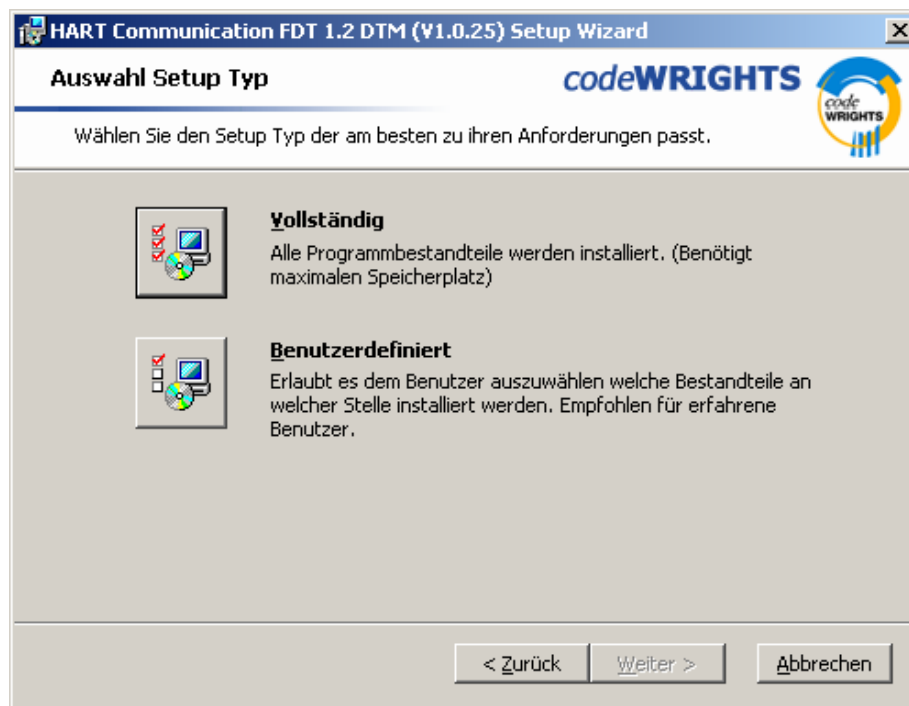 HART Communication FDT 1.2 DTM (V1.0.25) Setup Wizard
Auswahl Setup Typ
codeWRIGHTS
code
WRIGHTS
Wählen Sie den Setup Typ der am besten zu ihren Anforderungen passt.
Vollständig
Alle Programmbestandteile werden installiert. (Benötigt
maximalen Speicherplatz)
Benutzerdefiniert
Erlaubt es dem Benutzer auszuwählen welche Bestandteile an
welcher Stelle installiert werden. Empfohlen für erfahrene
Benutzer.
< Zurück
Weiter >
Abbrechen